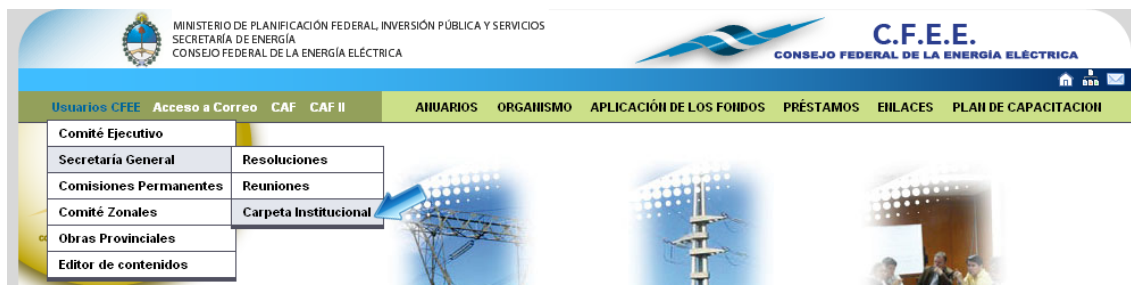 MINISTERIO DE PLANIFICACIÓN FEDERAL, INVERSIÓN PÚBLICA Y SERVICIOS
SECRETARÍA DE ENERGÍA
CONSEJO FEDERAL DE LA ENERGÍA ELÉCTRICA
C.F.E.E.
CONSEJO FEDERAL DE LA ENERGÍA ELÉCTRICA
Usuarios CFEE Acceso a Correo CAF CAF II ANUARIOS ORGANISMO APLICACIÓN DE LOS FONDOS PRÉSTAMOS ENLACES PLAN DE CAPACITACION
Comité Ejecutivo
Secretaría General
Comisiones Permanentes
Comité Zonales
Obras Provinciales
Editor de contenidos
Resoluciones
Reuniones
Carpeta Institucional